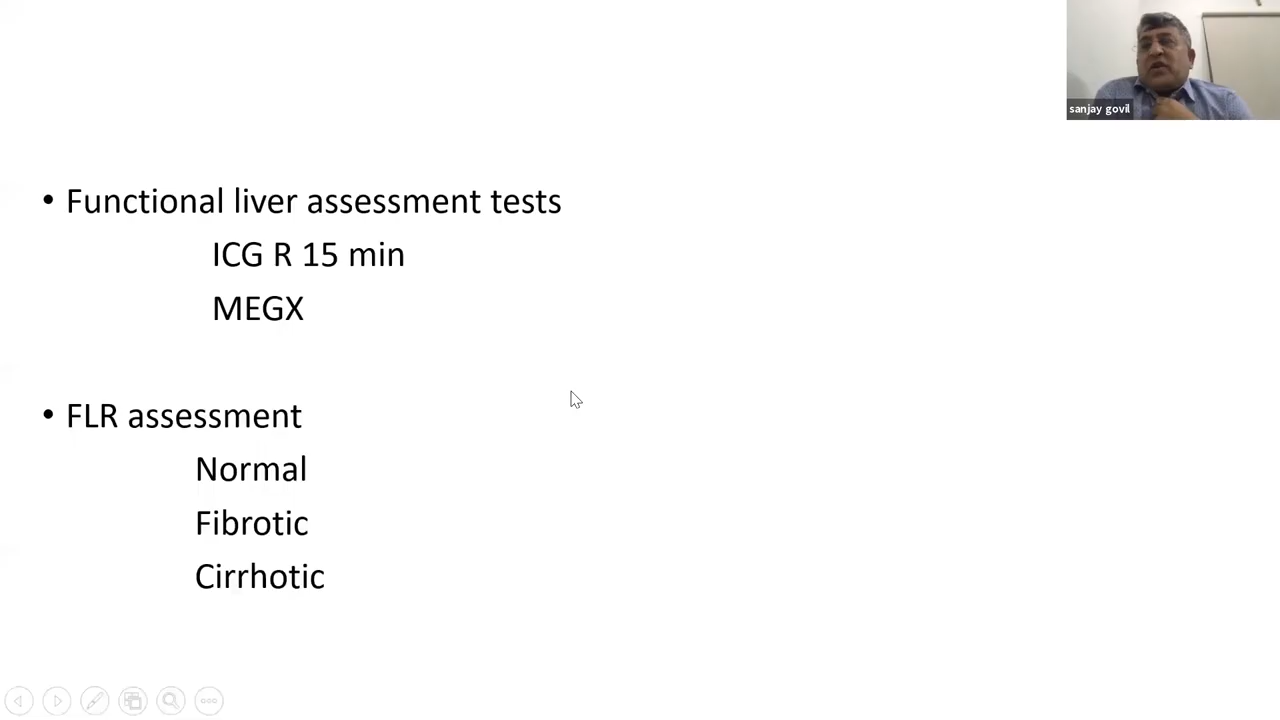 sanjay govil
• Functional liver assessment tests
ICG R 15 min
MEGX
• FLR assessment
Normal
Fibrotic
Cirrhotic